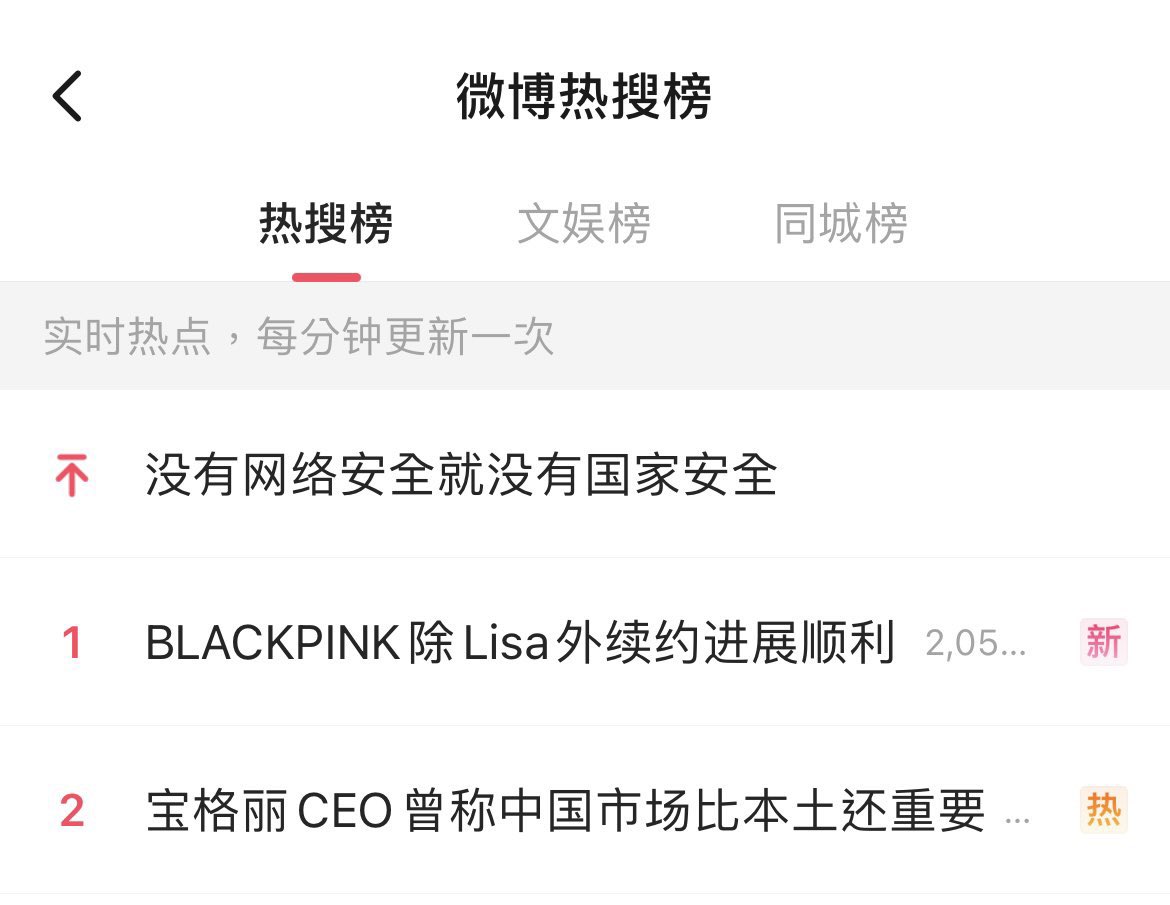 微博热搜榜
热搜榜 文娱榜 同城榜
实时热点，每分钟更新一次
没有网络安全就没有国家安全
1 BLACKPINK除Lisa外续约进展顺利 2,05... 新
2 宝格丽CEO曾称中国市场比本土还重要 ... 热